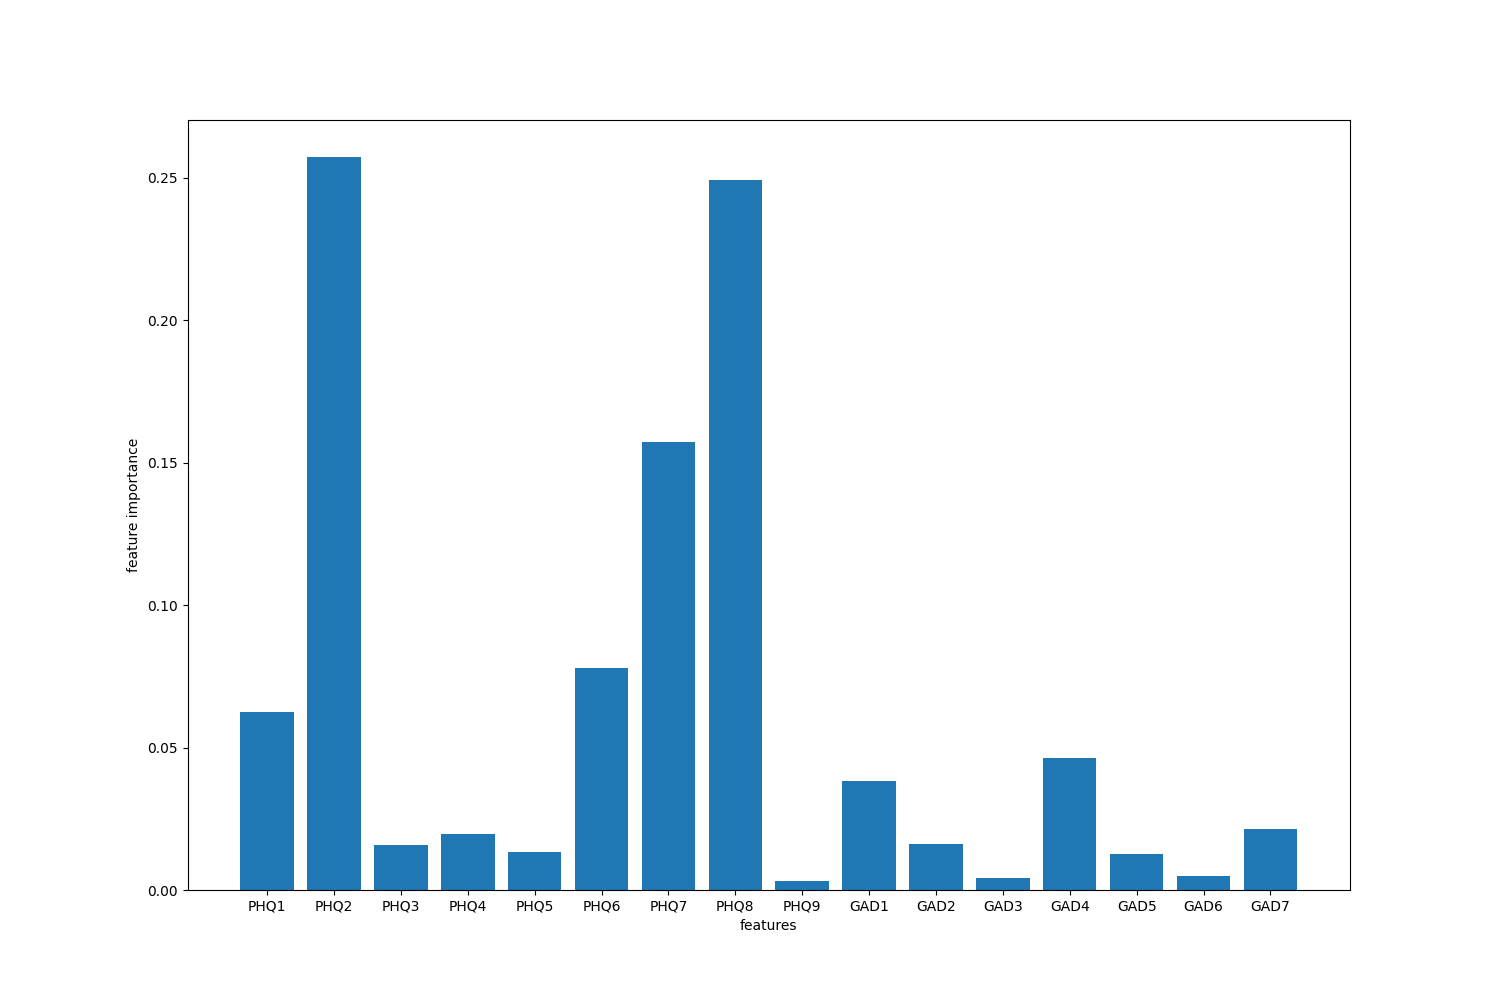 0.25
0.20
0.15
0.10
0.05
0.00
feature importance
PHQ1 PHQ2 PHQ3 PHQ4 PHQ5 PHQ6 PHQ7 PHQ8 PHQ9 GAD1 GAD2 GAD3 GAD4 GAD5 GAD6 GAD7
features